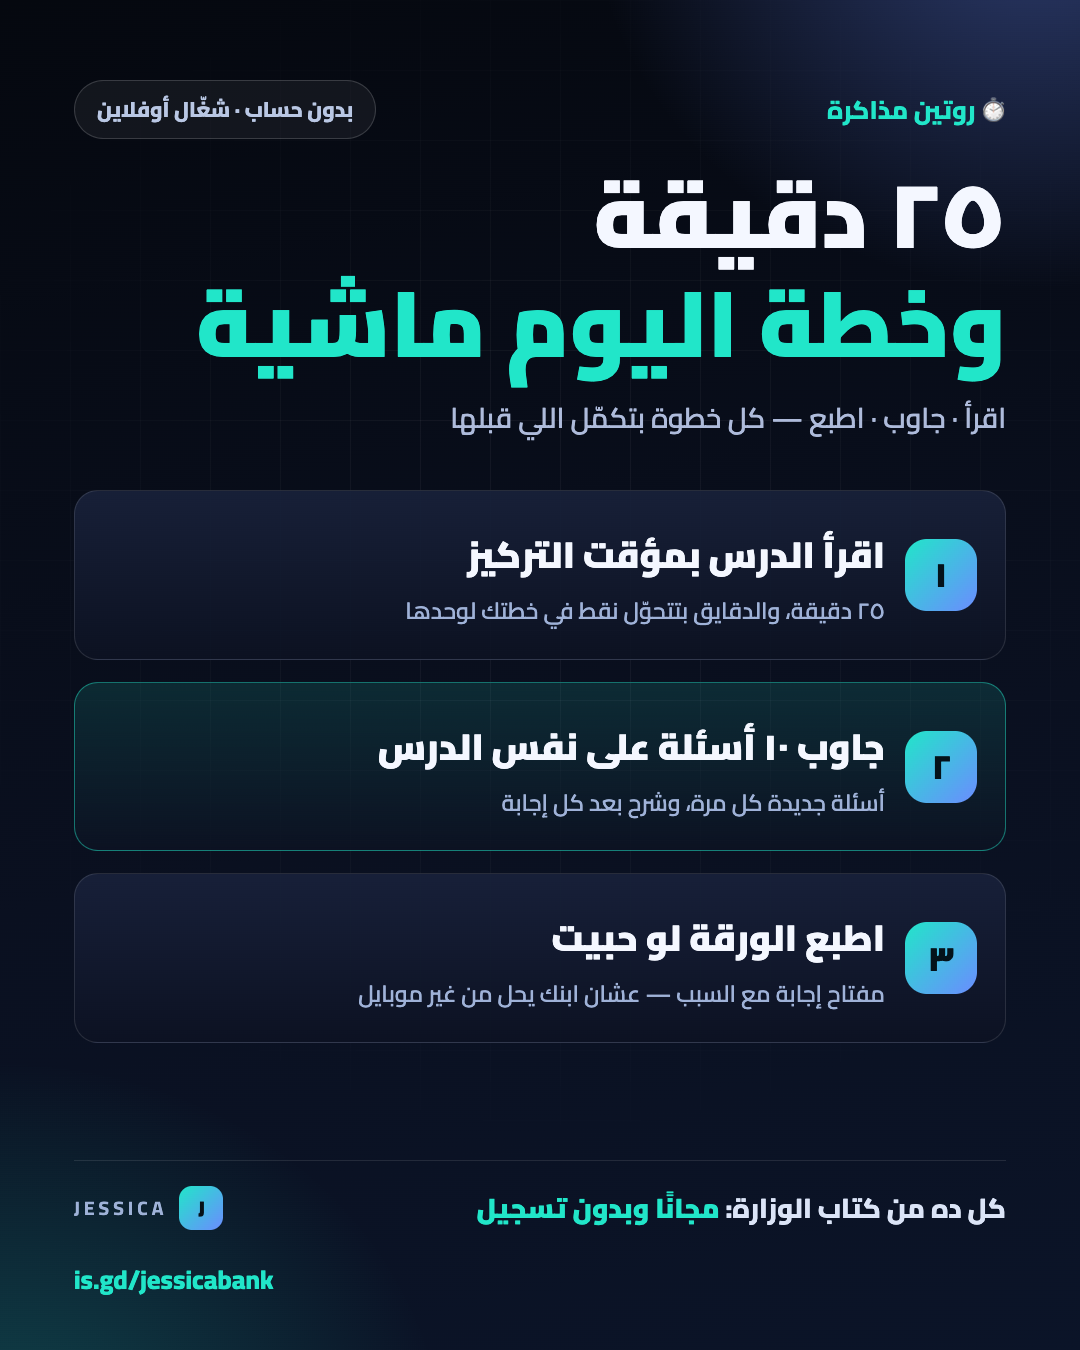 ⏱ روتين مذاكرة
بدون حساب · شغّال أوفلاين
٢٥ دقيقة
وخطة اليوم ماشية
اقرأ · جاوب · اطبع — كل خطوة بتكمّل اللي قبلها
١
اقرأ الدرس بمؤقت التركيز
٢٥ دقيقة، والدقايق بتتحوّل نقط في خطتك لوحدها
٢
جاوب ١٠ أسئلة على نفس الدرس
أسئلة جديدة كل مرة، وشرح بعد كل إجابة
٣
اطبع الورقة لو حبيت
مفتاح إجابة مع السبب — عشان ابنك يحل من غير موبايل
كل ده من كتاب الوزارة: مجانًا وبدون تسجيل
J
JESSICA
is.gd/jessicabank